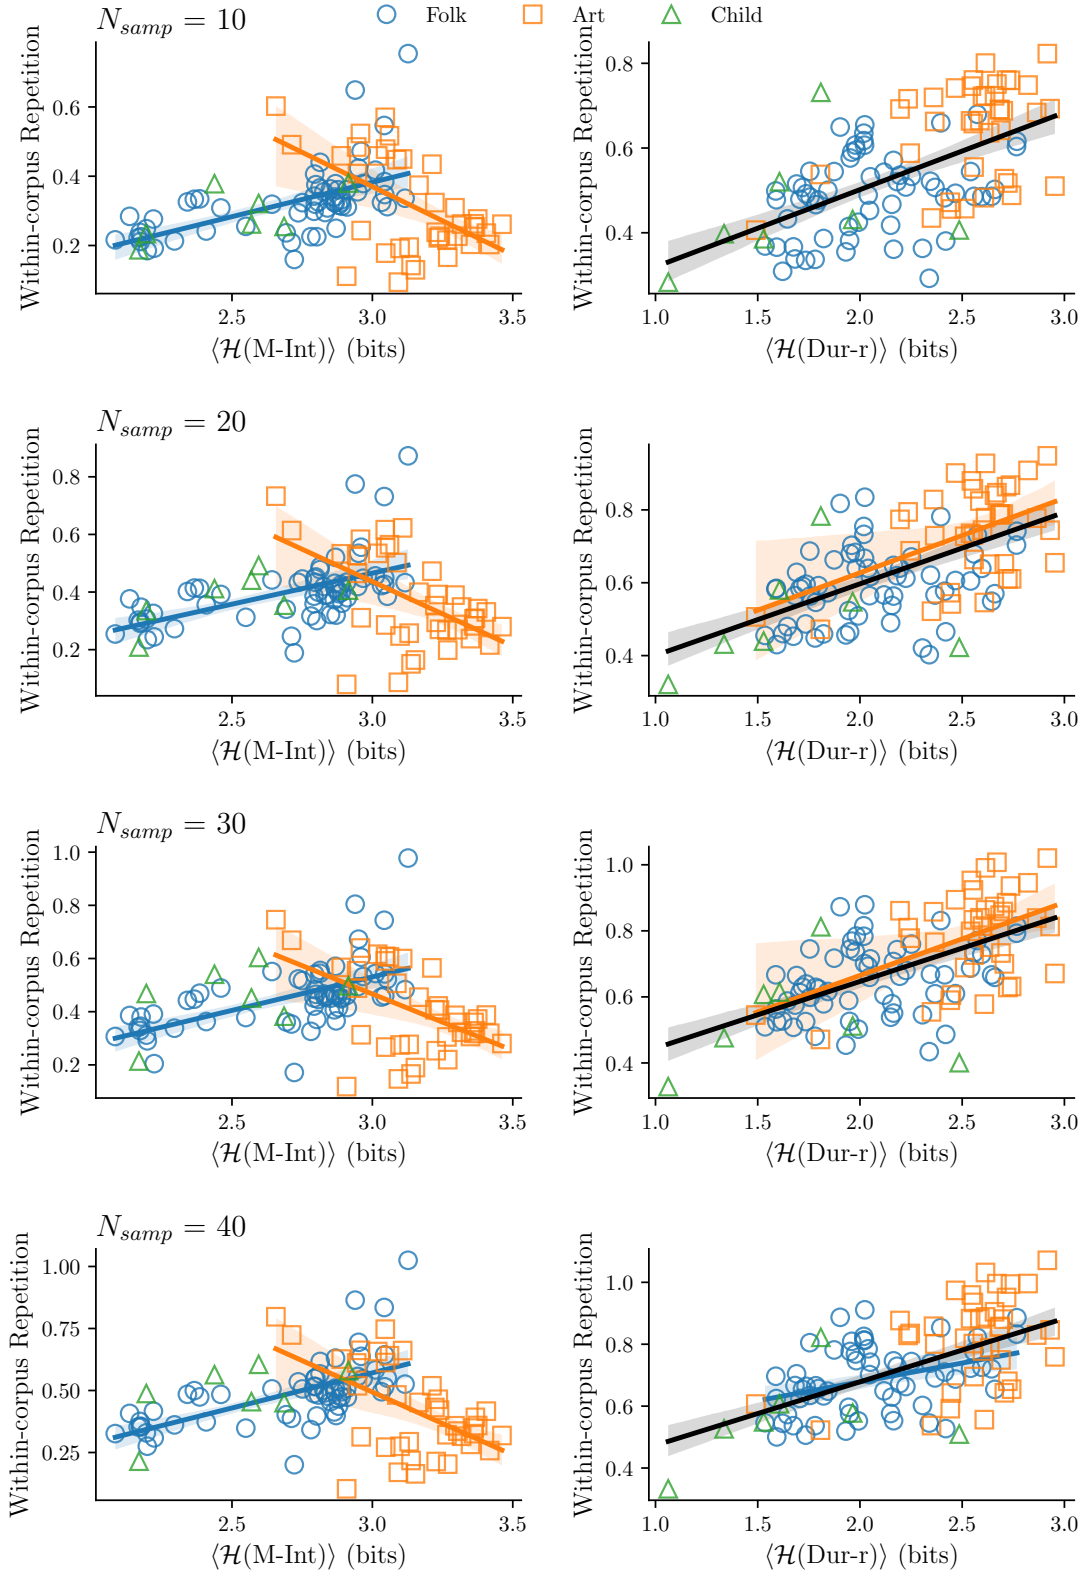 N_samp = 10
Folk Art Child
Within-corpus Repetition
0.6
0.4
0.2
2.5 3.0 3.5
⟨ℋ(M-Int)⟩ (bits)
Within-corpus Repetition
0.8
0.6
0.4
1.0 1.5 2.0 2.5 3.0
⟨ℋ(Dur-r)⟩ (bits)
N_samp = 20
Within-corpus Repetition
0.8
0.6
0.4
0.2
2.5 3.0 3.5
⟨ℋ(M-Int)⟩ (bits)
Within-corpus Repetition
0.8
0.6
0.4
1.0 1.5 2.0 2.5 3.0
⟨ℋ(Dur-r)⟩ (bits)
N_samp = 30
Within-corpus Repetition
1.0
0.8
0.6
0.4
0.2
2.5 3.0 3.5
⟨ℋ(M-Int)⟩ (bits)
Within-corpus Repetition
1.0
0.8
0.6
0.4
1.0 1.5 2.0 2.5 3.0
⟨ℋ(Dur-r)⟩ (bits)
N_samp = 40
Within-corpus Repetition
1.00
0.75
0.50
0.25
2.5 3.0 3.5
⟨ℋ(M-Int)⟩ (bits)
Within-corpus Repetition
1.0
0.8
0.6
0.4
1.0 1.5 2.0 2.5 3.0
⟨ℋ(Dur-r)⟩ (bits)